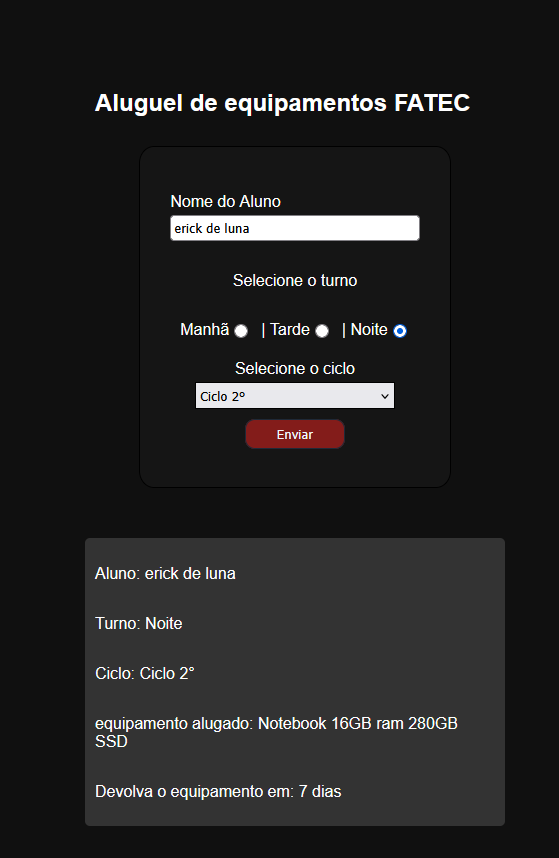 Aluguel de equipamentos FATEC
Nome do Aluno
erick de luna
Selecione o turno
Manhã | Tarde | Noite
Selecione o ciclo
Ciclo 2º
Enviar
Aluno: erick de luna
Turno: Noite
Ciclo: Ciclo 2°
equipamento alugado: Notebook 16GB ram 280GB
SSD
Devolva o equipamento em: 7 dias